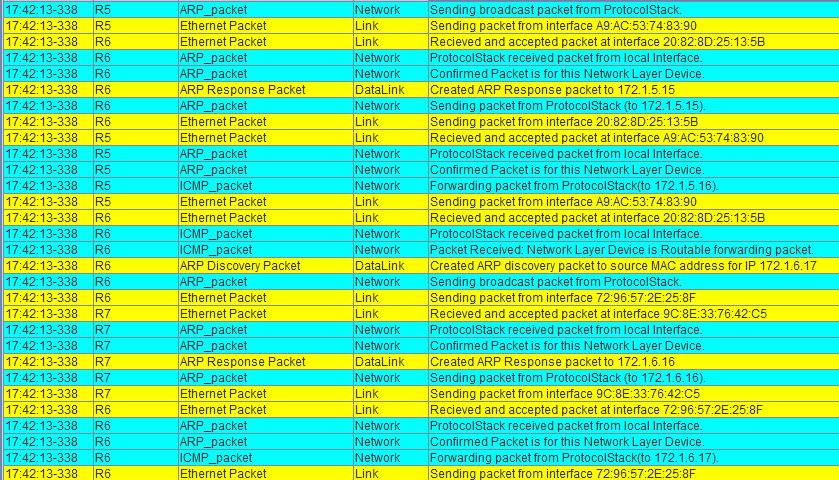 17:42:13-338 R5 ARP_packet Network Sending broadcast packet from ProtocolStack.
17:42:13-338 R5 Ethernet Packet Link Sending packet from interface A9:AC:53:74:83:90
17:42:13-338 R6 Ethernet Packet Link Recieved and accepted packet at interface 20:82:8D:25:13:5B
17:42:13-338 R6 ARP_packet Network ProtocolStack received packet from local Interface.
17:42:13-338 R6 ARP_packet Network Confirmed Packet is for this Network Layer Device.
17:42:13-338 R6 ARP Response Packet DataLink Created ARP Response packet to 172.1.5.15
17:42:13-338 R6 ARP_packet Network Sending packet from ProtocolStack (to 172.1.5.15).
17:42:13-338 R6 Ethernet Packet Link Sending packet from interface 20:82:8D:25:13:5B
17:42:13-338 R5 Ethernet Packet Link Recieved and accepted packet at interface A9:AC:53:74:83:90
17:42:13-338 R5 ARP_packet Network ProtocolStack received packet from local Interface.
17:42:13-338 R5 ARP_packet Network Confirmed Packet is for this Network Layer Device.
17:42:13-338 R5 ICMP_packet Network Forwarding packet from ProtocolStack(to 172.1.5.16).
17:42:13-338 R5 Ethernet Packet Link Sending packet from interface A9:AC:53:74:83:90
17:42:13-338 R6 Ethernet Packet Link Recieved and accepted packet at interface 20:82:8D:25:13:5B
17:42:13-338 R6 ICMP_packet Network ProtocolStack received packet from local Interface.
17:42:13-338 R6 ICMP_packet Network Packet Received: Network Layer Device is Routable forwarding packet.
17:42:13-338 R6 ARP Discovery Packet DataLink Created ARP discovery packet to source MAC address for IP 172.1.6.17
17:42:13-338 R6 ARP_packet Network Sending broadcast packet from ProtocolStack.
17:42:13-338 R6 Ethernet Packet Link Sending packet from interface 72:96:57:2E:25:8F
17:42:13-338 R7 Ethernet Packet Link Recieved and accepted packet at interface 9C:8E:33:76:42:C5
17:42:13-338 R7 ARP_packet Network ProtocolStack received packet from local Interface.
17:42:13-338 R7 ARP_packet Network Confirmed Packet is for this Network Layer Device.
17:42:13-338 R7 ARP Response Packet DataLink Created ARP Response packet to 172.1.6.16
17:42:13-338 R7 ARP_packet Network Sending packet from ProtocolStack (to 172.1.6.16).
17:42:13-338 R7 Ethernet Packet Link Sending packet from interface 9C:8E:33:76:42:C5
17:42:13-338 R6 Ethernet Packet Link Recieved and accepted packet at interface 72:96:57:2E:25:8F
17:42:13-338 R6 ARP_packet Network ProtocolStack received packet from local Interface.
17:42:13-338 R6 ARP_packet Network Confirmed Packet is for this Network Layer Device.
17:42:13-338 R6 ICMP_packet Network Forwarding packet from ProtocolStack(to 172.1.6.17).
17:42:13-338 R6 Ethernet Packet Link Sending packet from interface 72:96:57:2E:25:8F